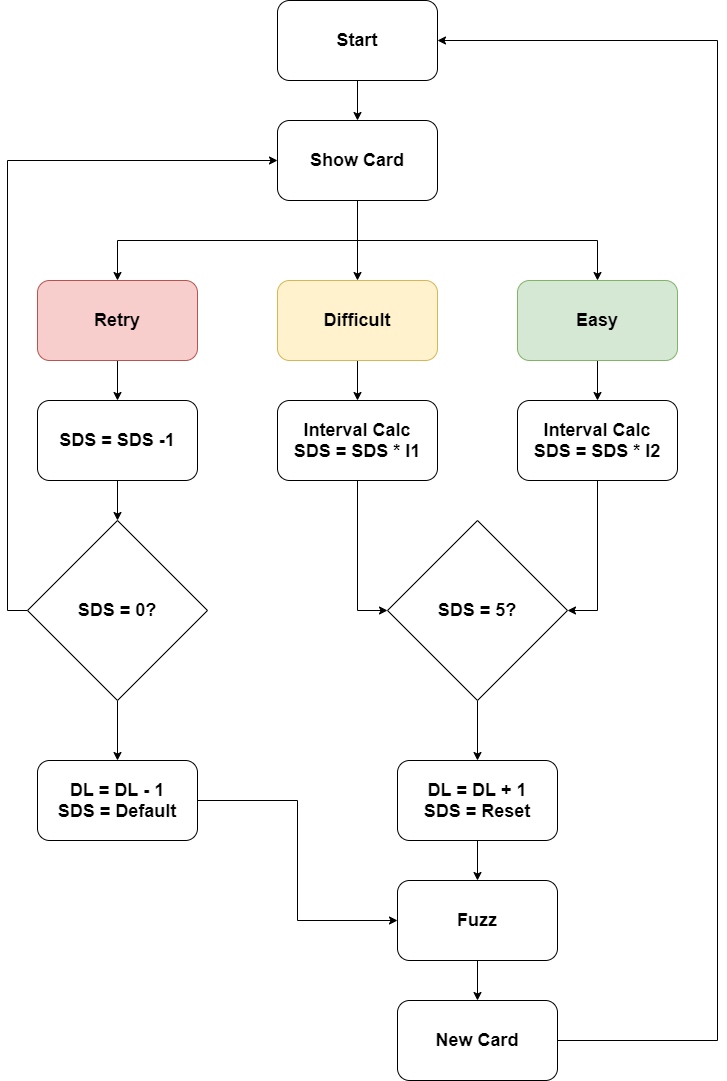 Start
Show Card
Retry
Difficult
Easy
SDS = SDS -1
Interval Calc
SDS = SDS * I1
Interval Calc
SDS = SDS * I2
SDS = 0?
SDS = 5?
DL = DL - 1
SDS = Default
DL = DL + 1
SDS = Reset
Fuzz
New Card